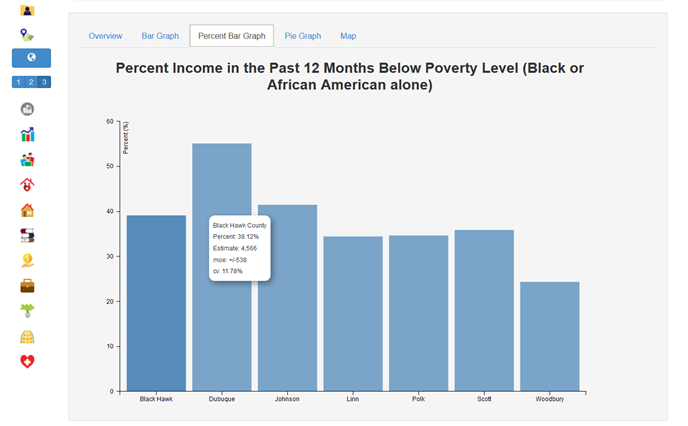 1 2 3
Overview Bar Graph Percent Bar Graph Pie Graph Map
Percent Income in the Past 12 Months Below Poverty Level (Black or
African American alone)
Percent (%)
60
50
40
30
20
10
0
Black Hawk County
Percent: 39.12%
Estimate: 4,566
moe: +/-538
cv: 11.78%
Black Hawk Dubuque Johnson Linn Polk Scott Woodbury